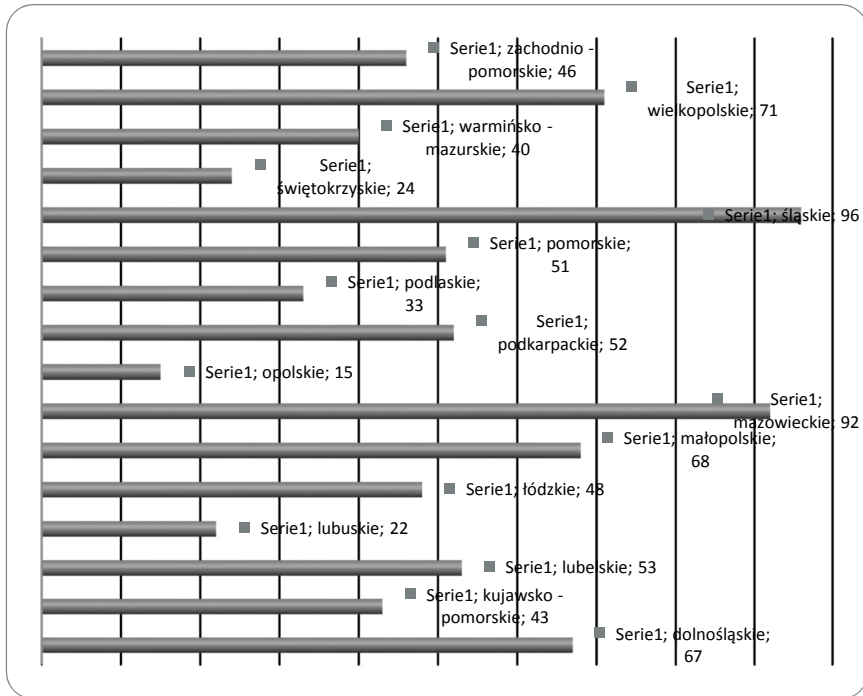 Serie1; zachodnio -
pomorskie; 46
Serie1;
wielkopolskie; 71
Serie1; warmińsko -
mazurskie; 40
Serie1;
świętokrzyskie; 24
Serie1; śląskie; 96
Serie1; pomorskie;
51
Serie1; podlaskie;
33
Serie1;
podkarpackie; 52
Serie1; opolskie; 15
Serie1;
mazowieckie; 92
Serie1; małopolskie;
68
Serie1; łódzkie; 48
Serie1; lubuskie; 22
Serie1; lubelskie; 53
Serie1; kujawsko -
pomorskie; 43
Serie1; dolnośląskie;
67